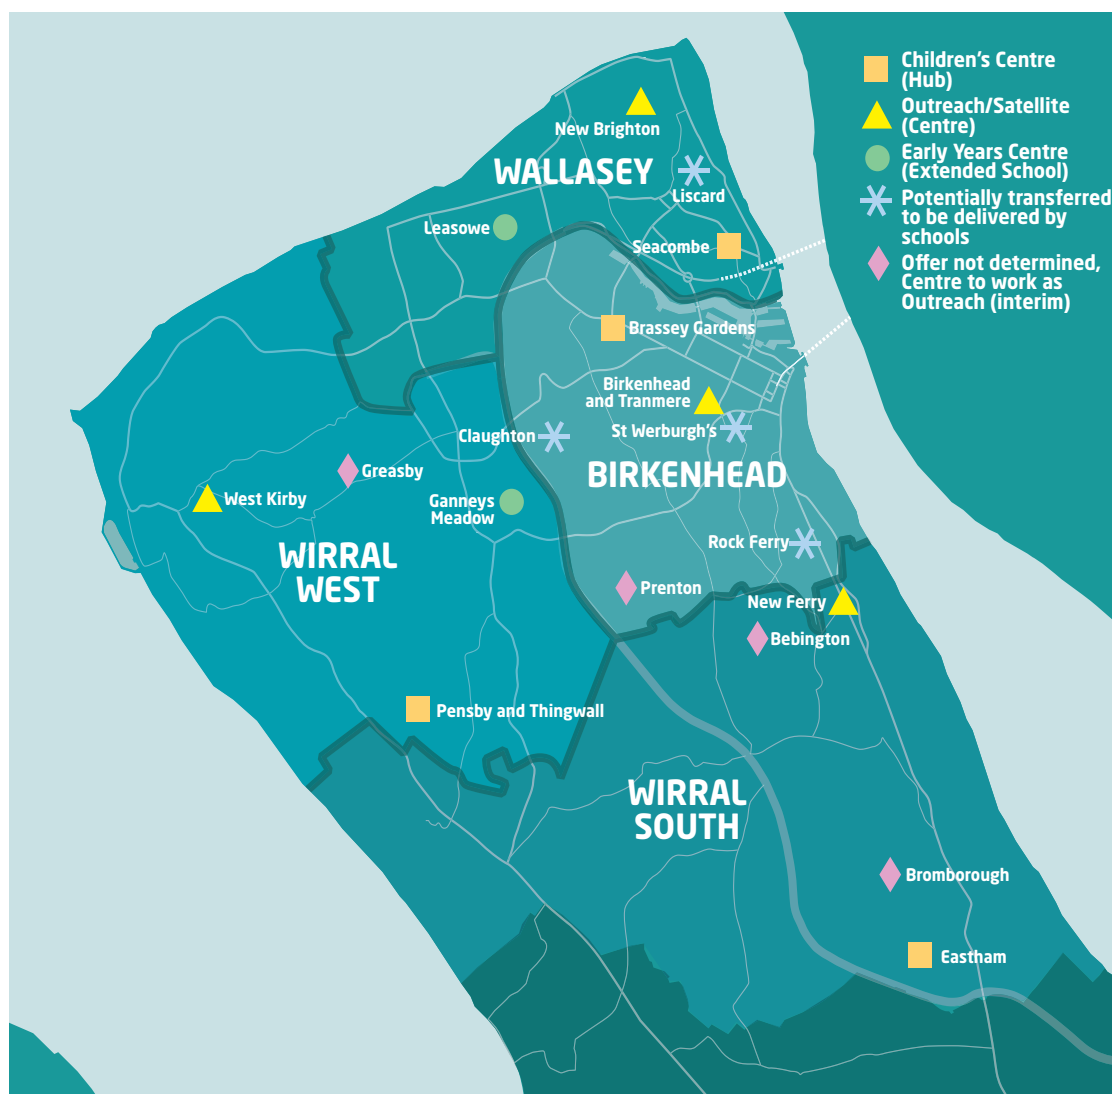 Children's Centre
(Hub)
Outreach/Satellite
(Centre)
Early Years Centre
(Extended School)
Potentially transferred
to be delivered by
schools
Offer not determined,
Centre to work as
Outreach (interim)
New Brighton
WALLASEY
Liscard
Leasowe
Seacombe
Brassey Gardens
Birkenhead
and Tranmere
St Werburgh's
Claughton
BIRKENHEAD
Greasby
West Kirby
Ganneys
Meadow
WIRRAL
WEST
Rock Ferry
Prenton
New Ferry
Bebington
Pensby and Thingwall
WIRRAL
SOUTH
Bromborough
Eastham